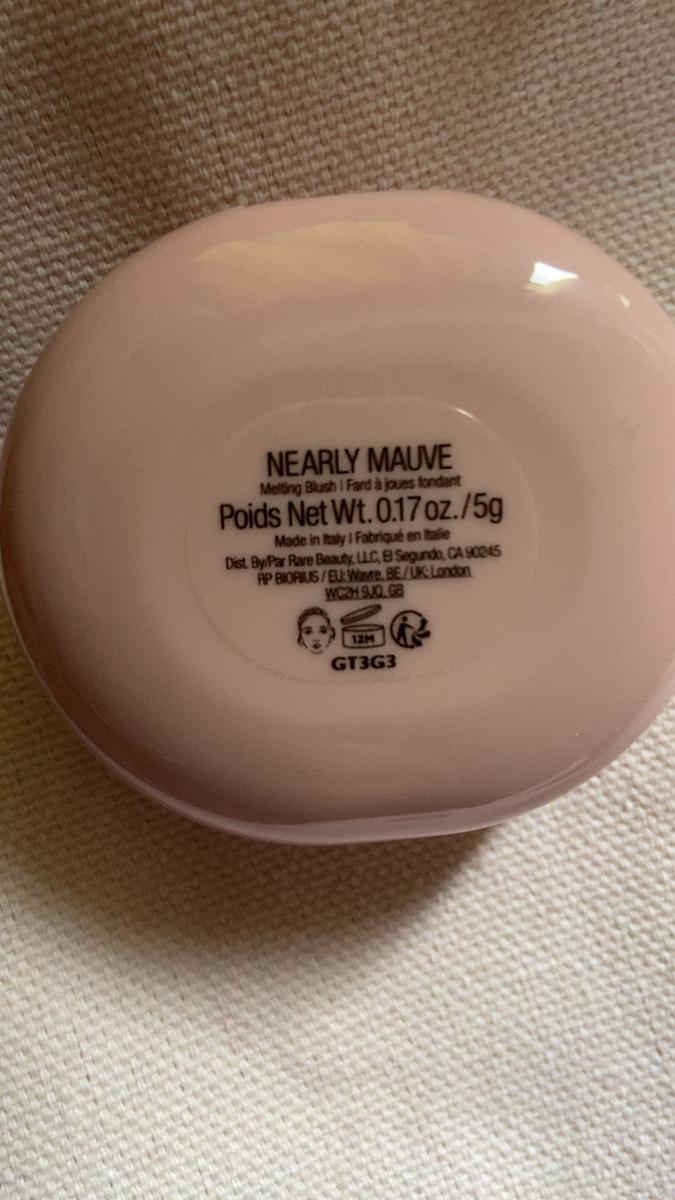 NEARLY MAUVE
Melting Blush | Fard à joues fondant
Poids Net Wt. 0.17 oz./5g
Made in Italy | Fabriqué en Italie
Dist. By/Par Rare Beauty, LLC, El Segundo, CA 90245
RP BIORIUS / EU: Wavre, BE / UK: London
WC2H 9JQ, GB
12M
GT3G3